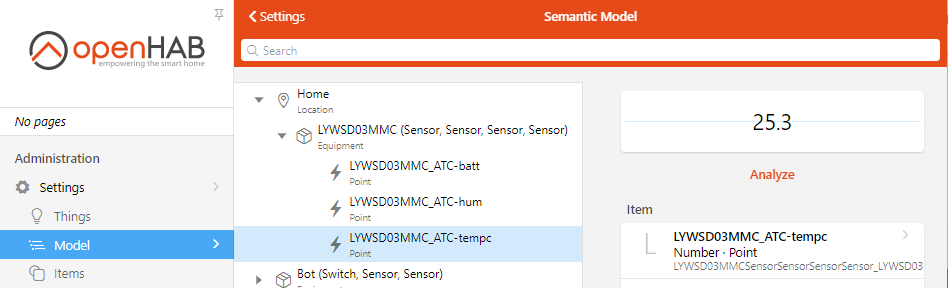 openHAB
empowering the smart home
No pages
Administration
Settings
Things
Model
Items
Settings
Semantic Model
Search
Home
Location
LYWSD03MMC (Sensor, Sensor, Sensor, Sensor)
Equipment
LYWSD03MMC_ATC-batt
Point
LYWSD03MMC_ATC-hum
Point
LYWSD03MMC_ATC-tempc
Point
Bot (Switch, Sensor, Sensor)
25.3
Analyze
Item
L
LYWSD03MMC_ATC-tempc
Number · Point
LYWSD03MMCSensorSensorSensorSensor_LYWSD03